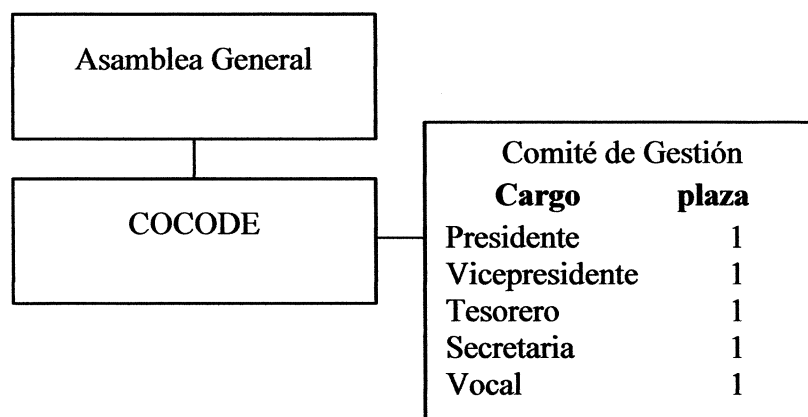 Asamblea General
COCODE
Comité de Gestión
Cargo plaza
Presidente 1
Vicepresidente 1
Tesorero 1
Secretaria 1
Vocal 1